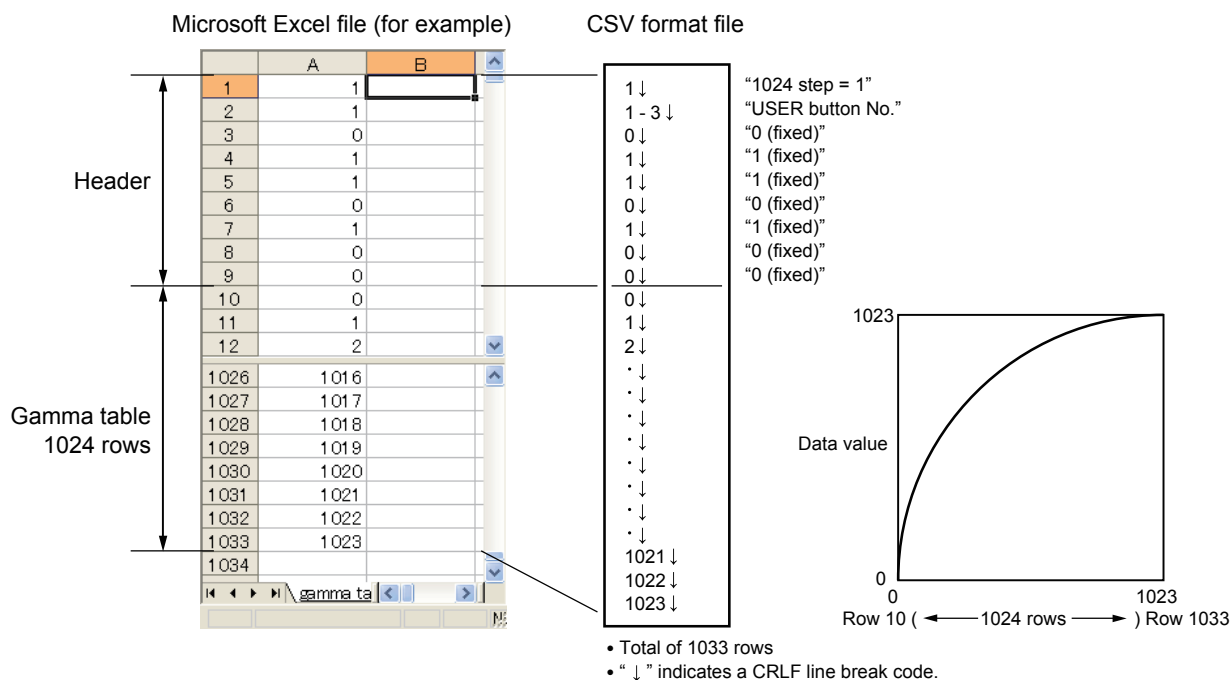 Microsoft Excel file (for example)
CSV format file
A B
1 1
2 1
3 0
4 1
5 1
6 0
7 1
8 0
9 0
10 0
11 1
12 2
1026 1016
1027 1017
1028 1018
1029 1019
1030 1020
1031 1021
1032 1022
1033 1023
1034
gamma ta
Header
Gamma table
1024 rows
1↓ “1024 step = 1”
1 - 3↓ “USER button No.”
0↓ “0 (fixed)”
1↓ “1 (fixed)”
1↓ “1 (fixed)”
0↓ “0 (fixed)”
1↓ “1 (fixed)”
0↓ “0 (fixed)”
0↓ “0 (fixed)”
0↓
1↓
2↓
·↓
·↓
·↓
·↓
·↓
·↓
·↓
·↓
1021↓
1022↓
1023↓
• Total of 1033 rows
• “ ↓ ” indicates a CRLF line break code.
1023
Data value
0
0 1023
Row 10 ( ← 1024 rows → ) Row 1033